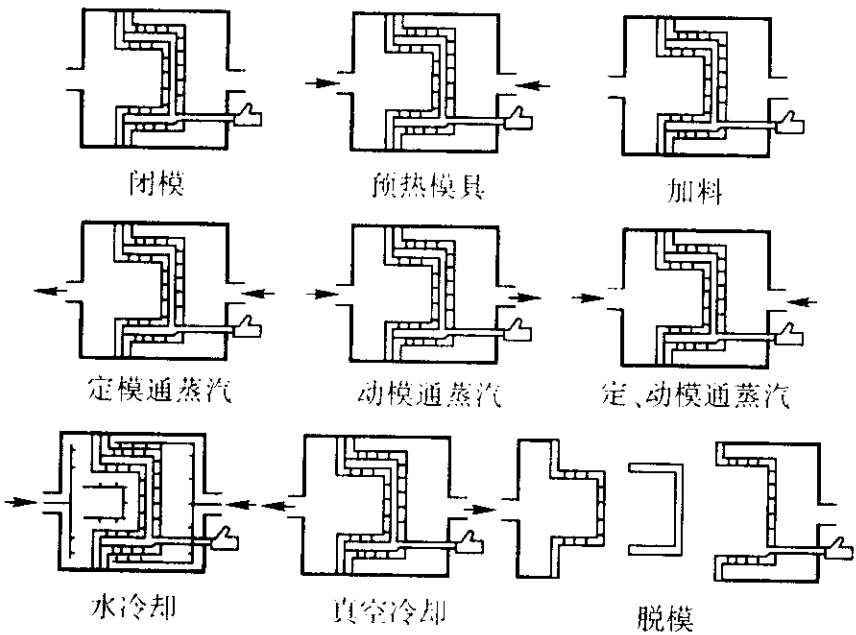 闭模
预热模具
加料
定模通蒸汽
动模通蒸汽
定、动模通蒸汽
水冷却
真空冷却
脱模